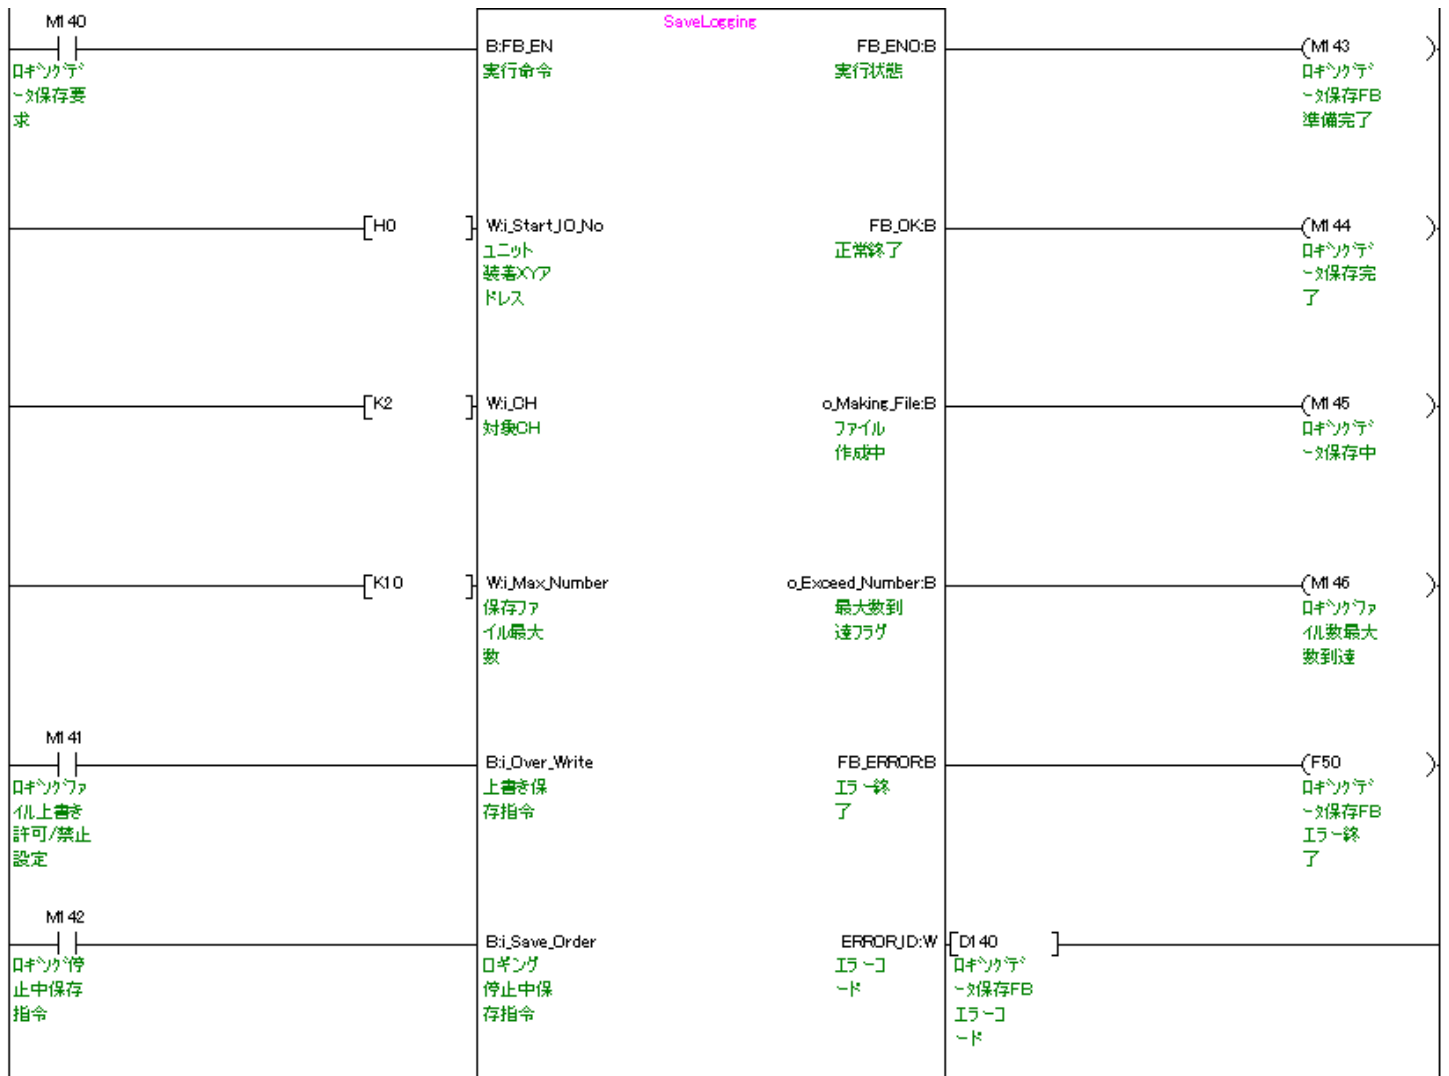 SaveLogging
M140
B:FB_EN
FB_ENO:B
M143
ﾛｷﾞﾝｸﾞﾃﾞ
ｰﾀ保存要
求
実行命令
実行状態
ﾛｷﾞﾝｸﾞﾃﾞ
ｰﾀ保存FB
準備完了
H0
W:i_Start_IO_No
FB_OK:B
M144
ユニット
装着XYア
ドレス
正常終了
ﾛｷﾞﾝｸﾞﾃﾞ
ｰﾀ保存完
了
K2
W:i_CH
o_Making_File:B
M145
対象CH
ファイル
作成中
ﾛｷﾞﾝｸﾞﾃﾞ
ｰﾀ保存中
K10
W:i_Max_Number
o_Exceed_Number:B
M146
保存ファ
イル最大
数
最大数到
達フラグ
ﾛｷﾞﾝｸﾞﾌｧ
ｲﾙ数最大
数到達
M141
B:i_Over_Write
FB_ERROR:B
F50
ﾛｷﾞﾝｸﾞﾌｧ
ｲﾙ上書き
許可/禁止
設定
上書き保
存指令
エラー終
了
ﾛｷﾞﾝｸﾞﾃﾞ
ｰﾀ保存FB
エラー終
了
M142
B:i_Save_Order
ERROR_ID:W
D140
ﾛｷﾞﾝｸﾞ停
止中保存
指令
ロギング
停止中保
存指令
エラーコ
ード
ﾛｷﾞﾝｸﾞﾃﾞ
ｰﾀ保存FB
エラーコ
ード